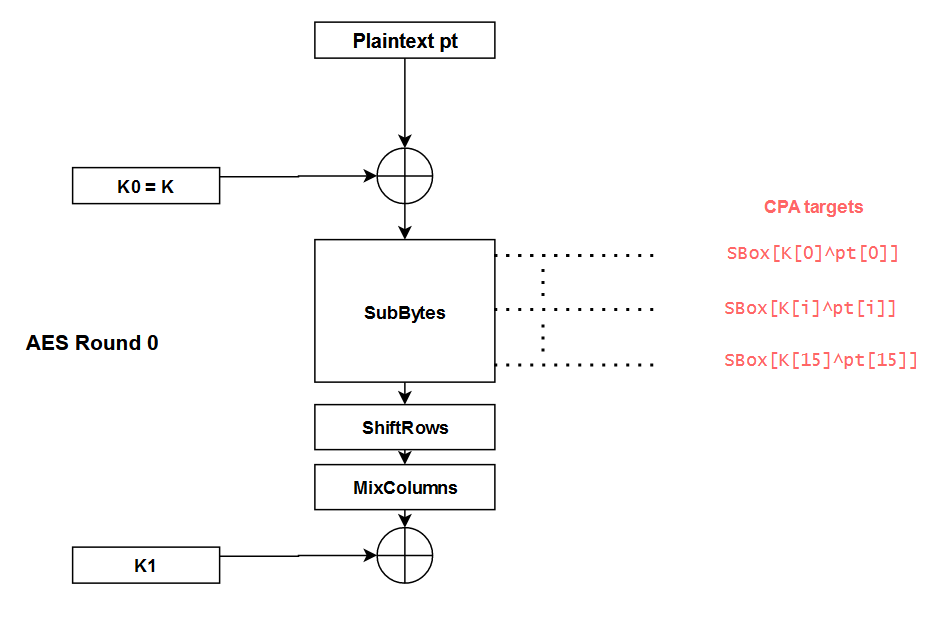 Plaintext pt
K0 = K
CPA targets
SBox[K[0]^pt[0]]
SubBytes
SBox[K[i]^pt[i]]
AES Round 0
SBox[K[15]^pt[15]]
ShiftRows
MixColumns
K1